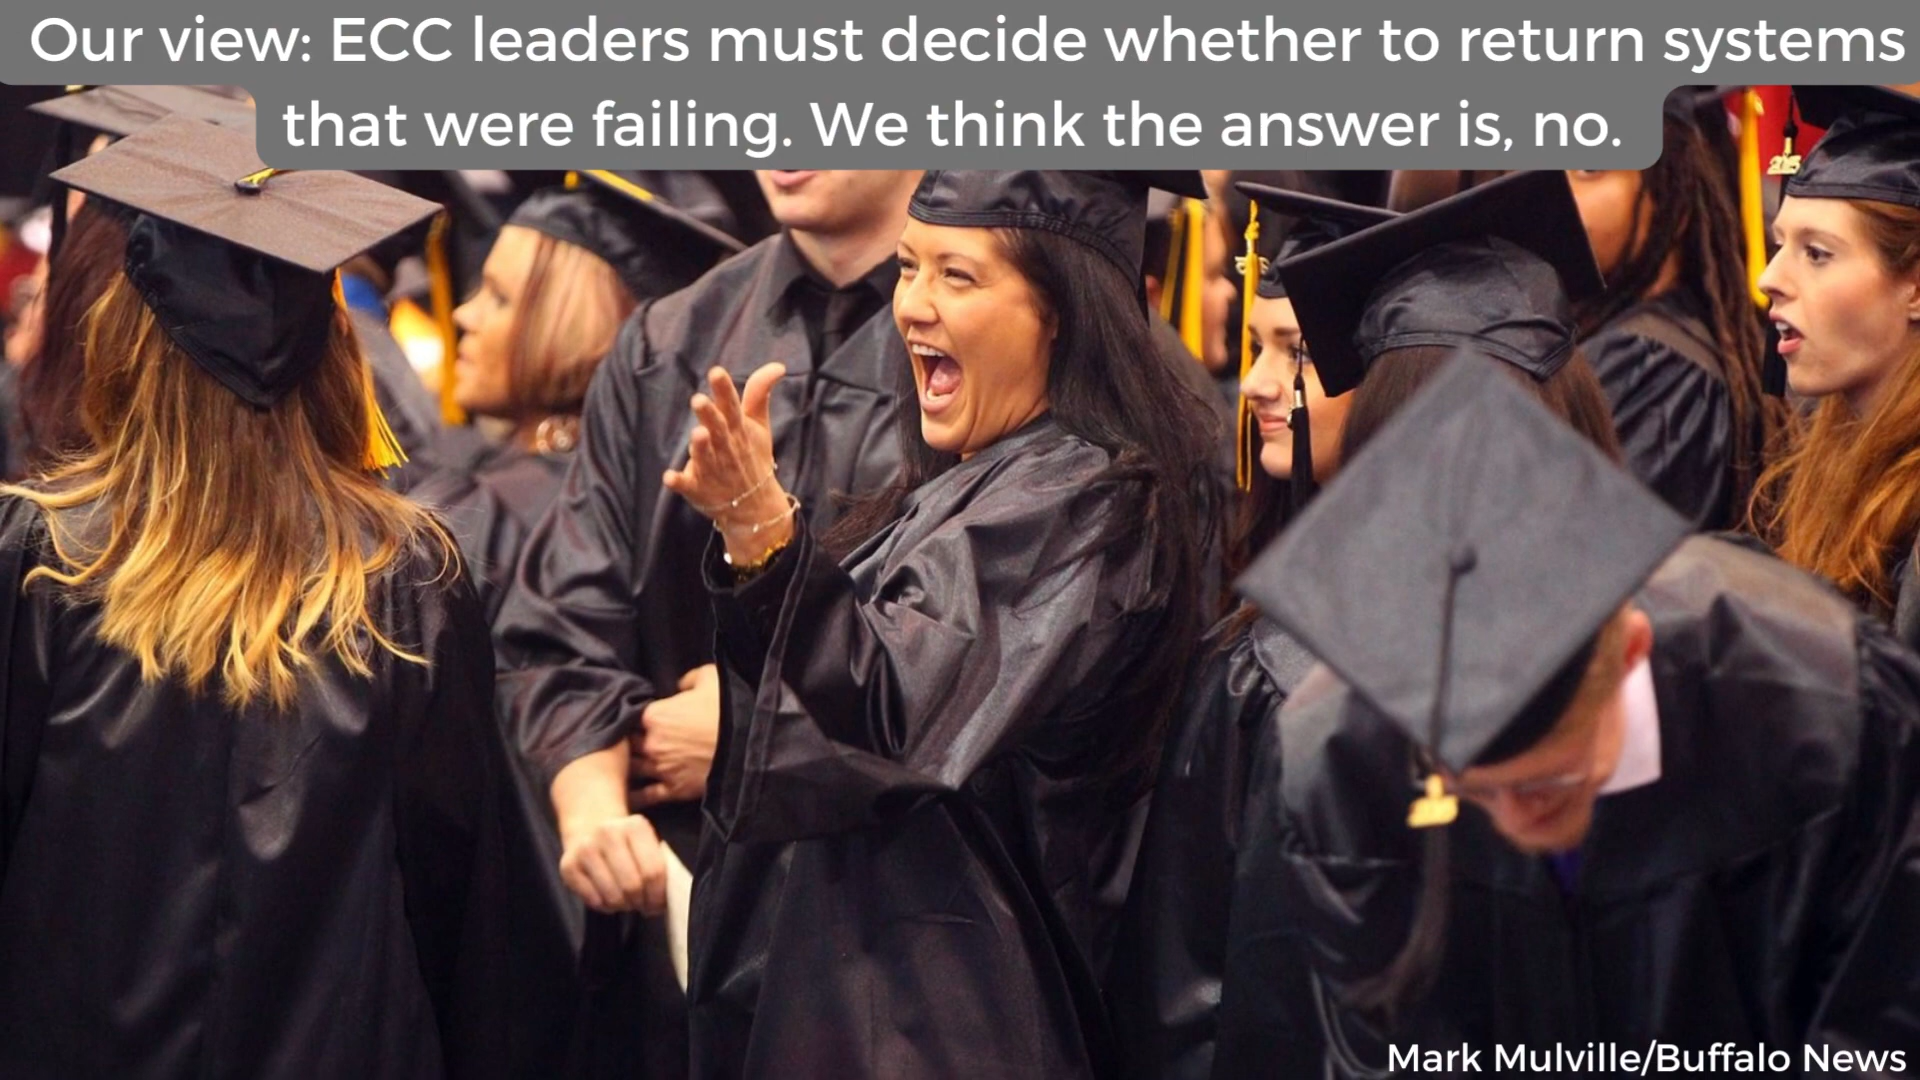 Our view: ECC leaders must decide whether to return systems
that were failing. We think the answer is, no.
2015
Mark Mulville/Buffalo News